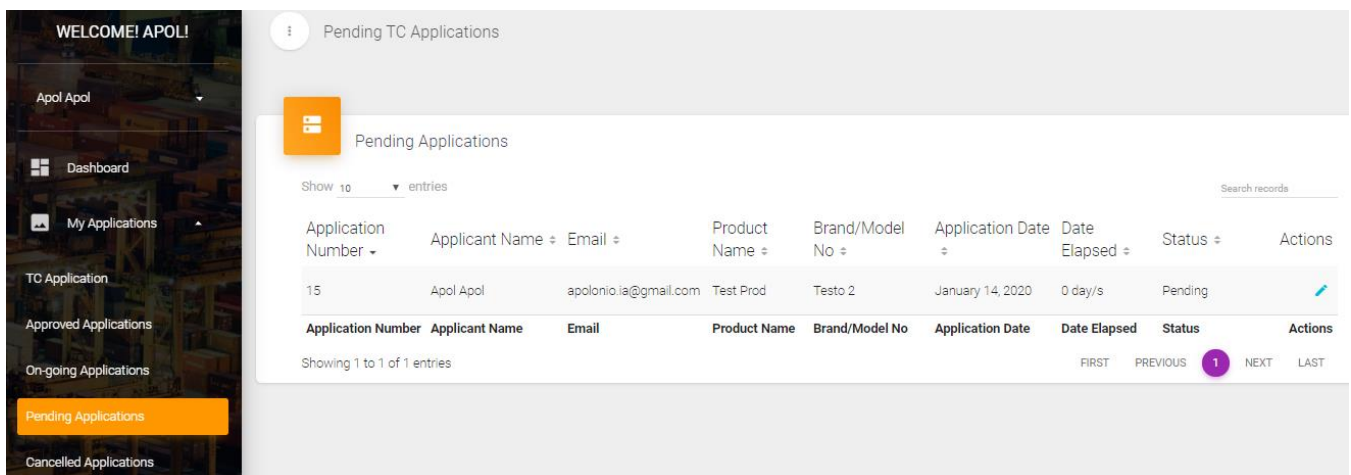 WELCOME! APOL!
Apol Apol
Dashboard
My Applications
TC Application
Approved Applications
On-going Applications
Pending Applications
Cancelled Applications
Pending TC Applications
Pending Applications
Show 10 entries
Search records
Application Number Applicant Name Email Product Name Brand/Model No Application Date Date Elapsed Status Actions
15 Apol Apol apolonio.ia@gmail.com Test Prod Testo 2 January 14, 2020 0 day/s Pending
Application Number Applicant Name Email Product Name Brand/Model No Application Date Date Elapsed Status Actions
Showing 1 to 1 of 1 entries
FIRST PREVIOUS 1 NEXT LAST